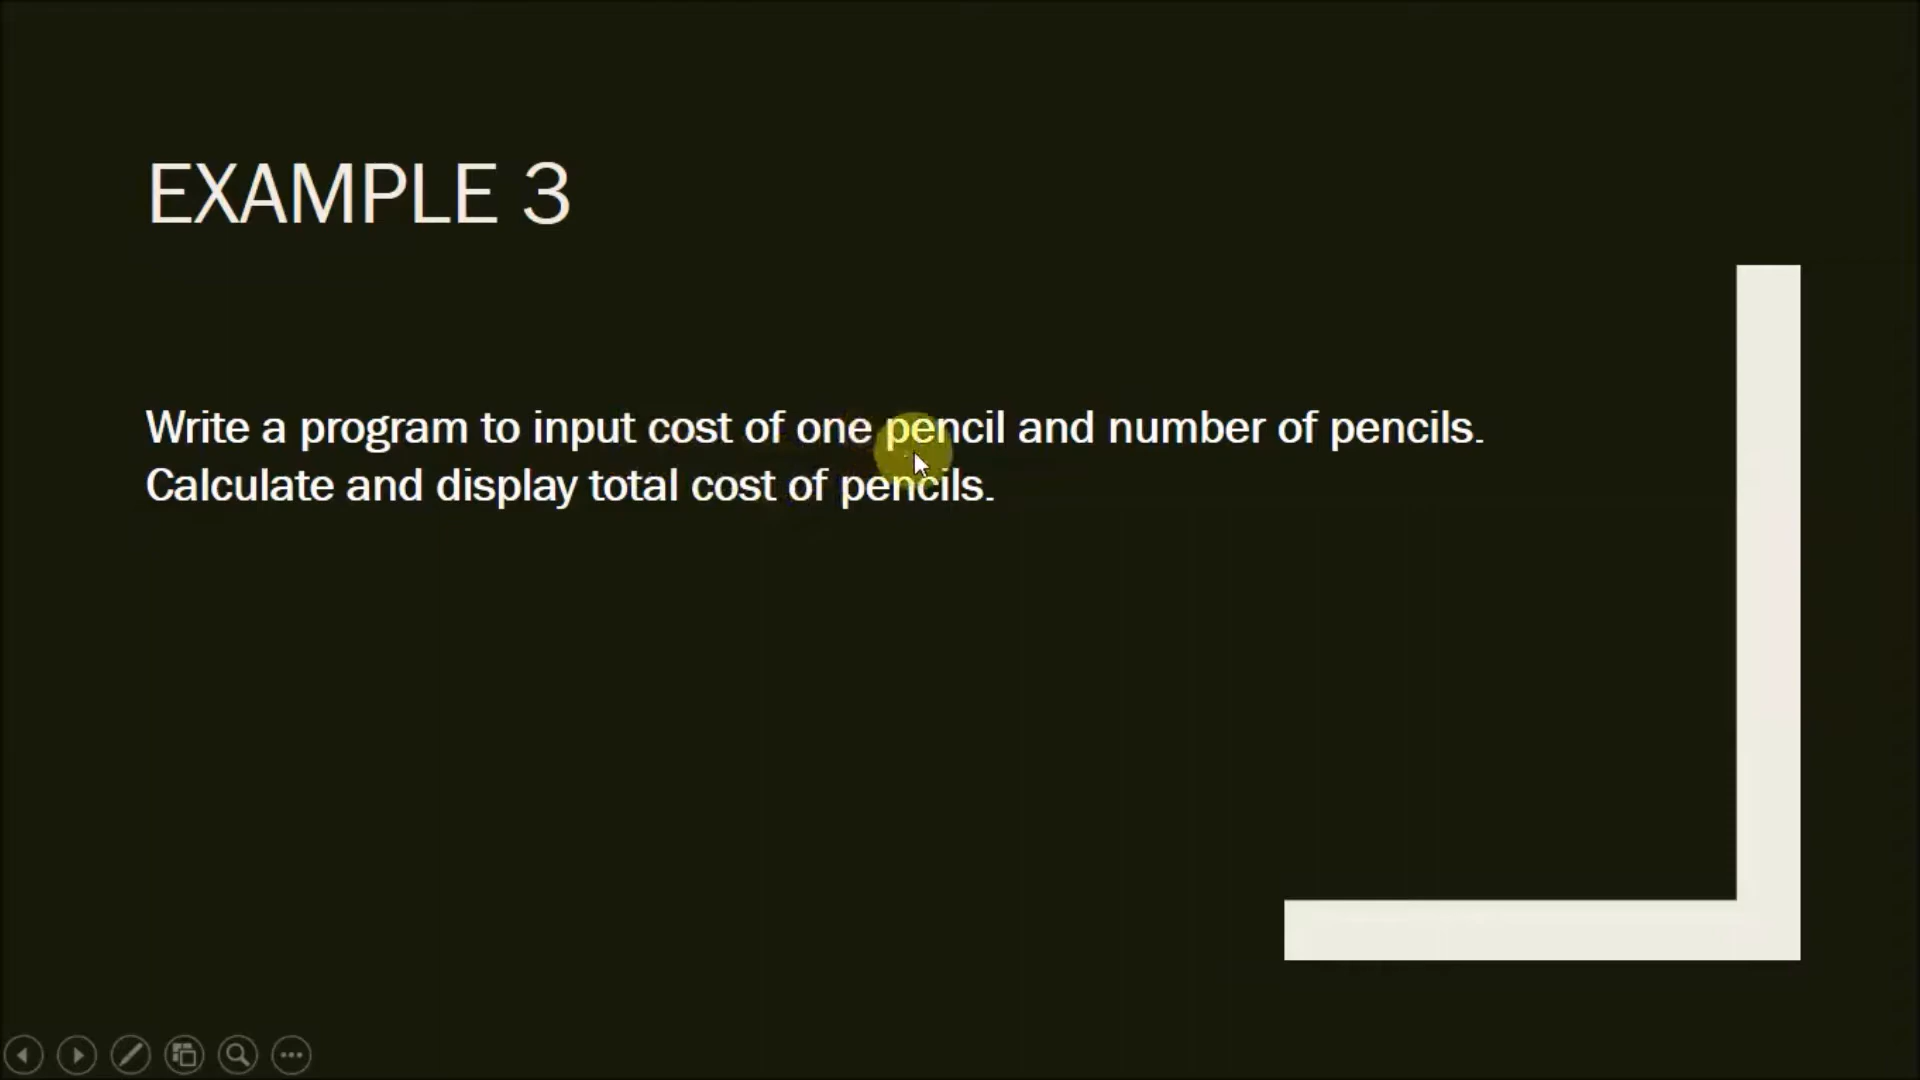 EXAMPLE 3
Write a program to input cost of one pencil and number of pencils.
Calculate and display total cost of pencils.